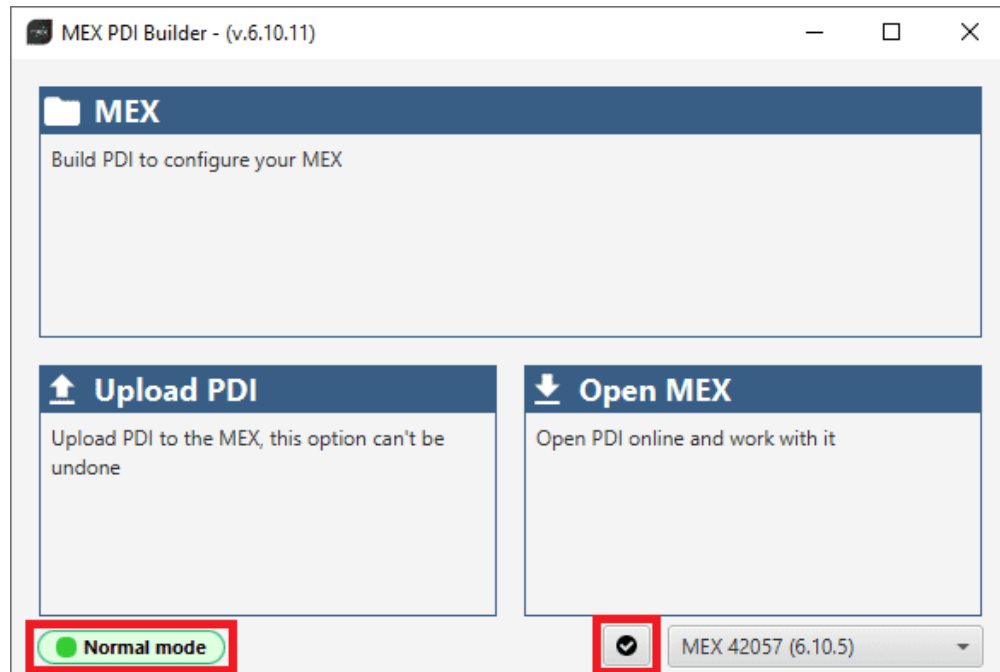 MEX PDI Builder - (v.6.10.11)
MEX
Build PDI to configure your MEX
Upload PDI
Upload PDI to the MEX, this option can't be
undone
Open MEX
Open PDI online and work with it
Normal mode
MEX 42057 (6.10.5)